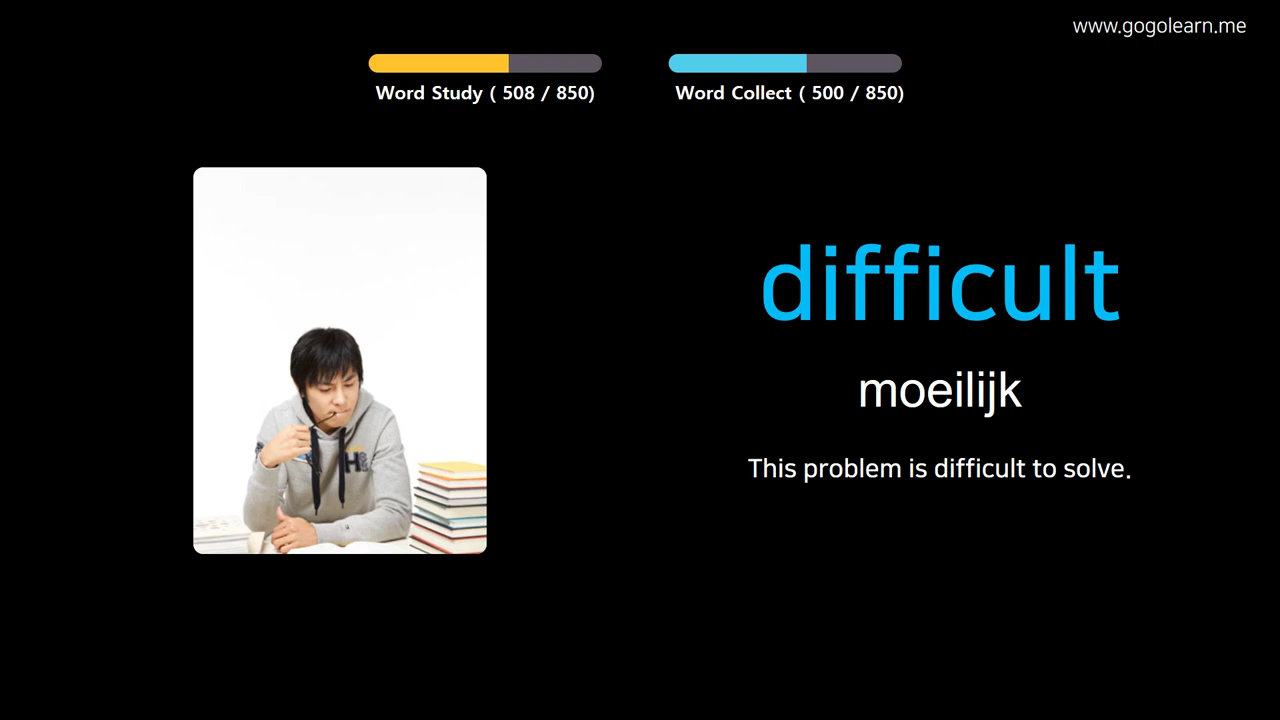 www.gogolearn.me
Word Study ( 508 / 850)
Word Collect ( 500 / 850)
difficult
moeilijk
This problem is difficult to solve.
H